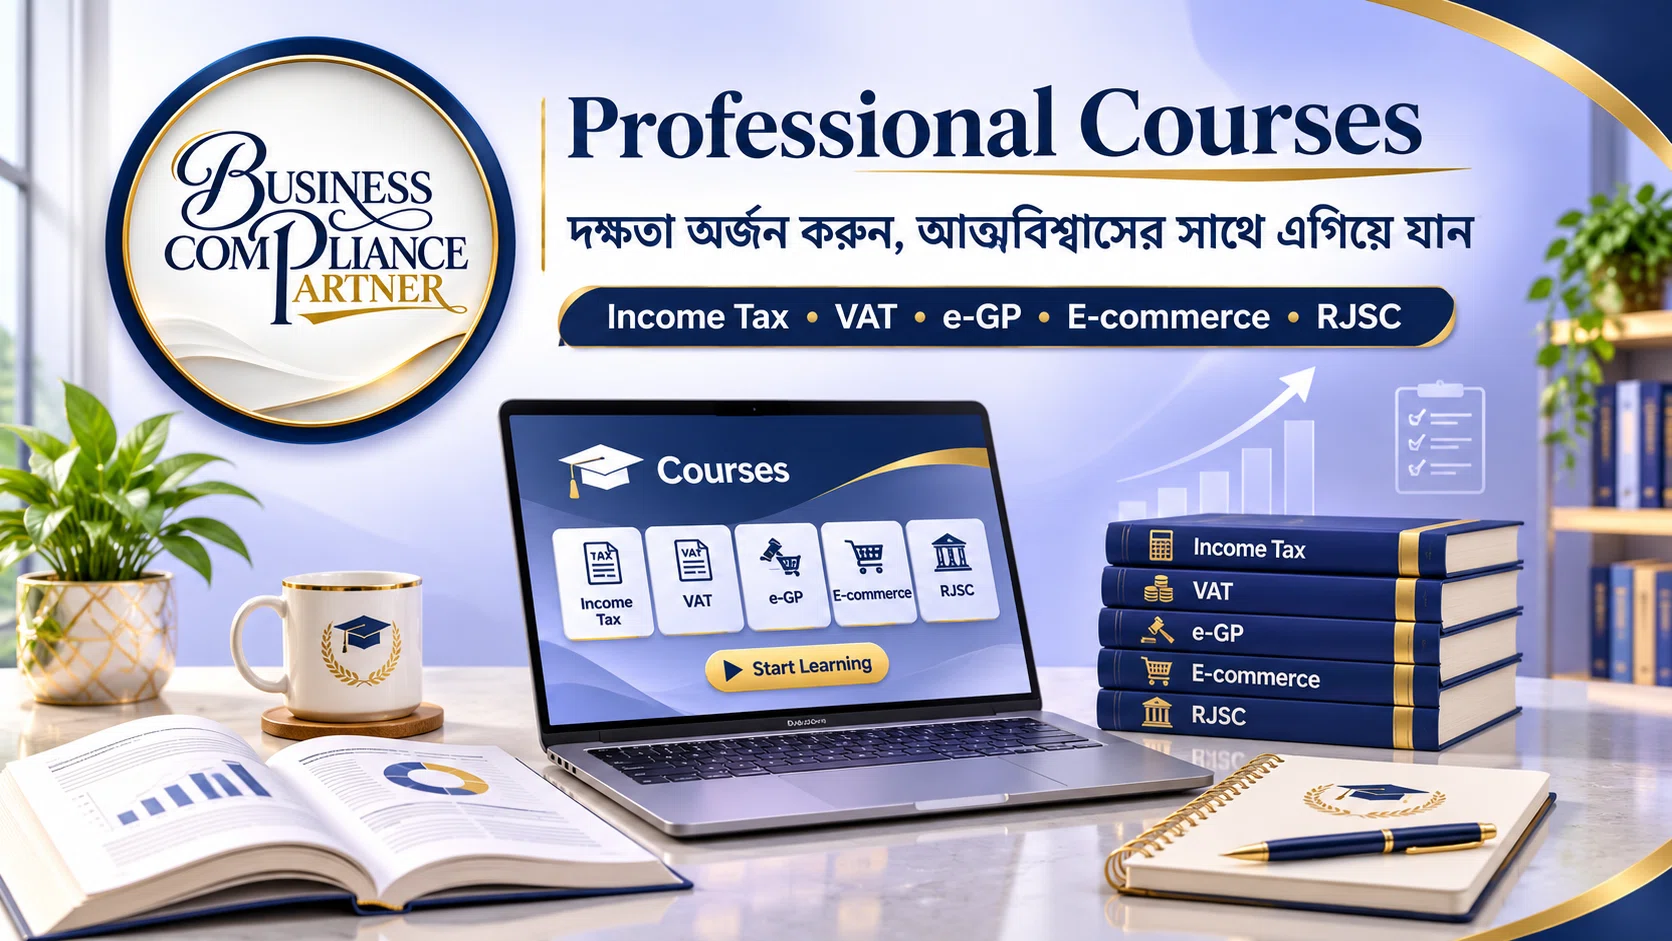 BUSINESS
COMPLIANCE
PARTNER
Professional Courses
দক্ষতা অর্জন করুন, আত্মবিশ্বাসের সাথে এগিয়ে যান
Income Tax • VAT • e-GP • E-commerce • RJSC
Courses
TAX
Income
Tax
VAT
VAT
e-GP
E-commerce
RJSC
Start Learning
Income Tax
VAT
e-GP
E-commerce
RJSC